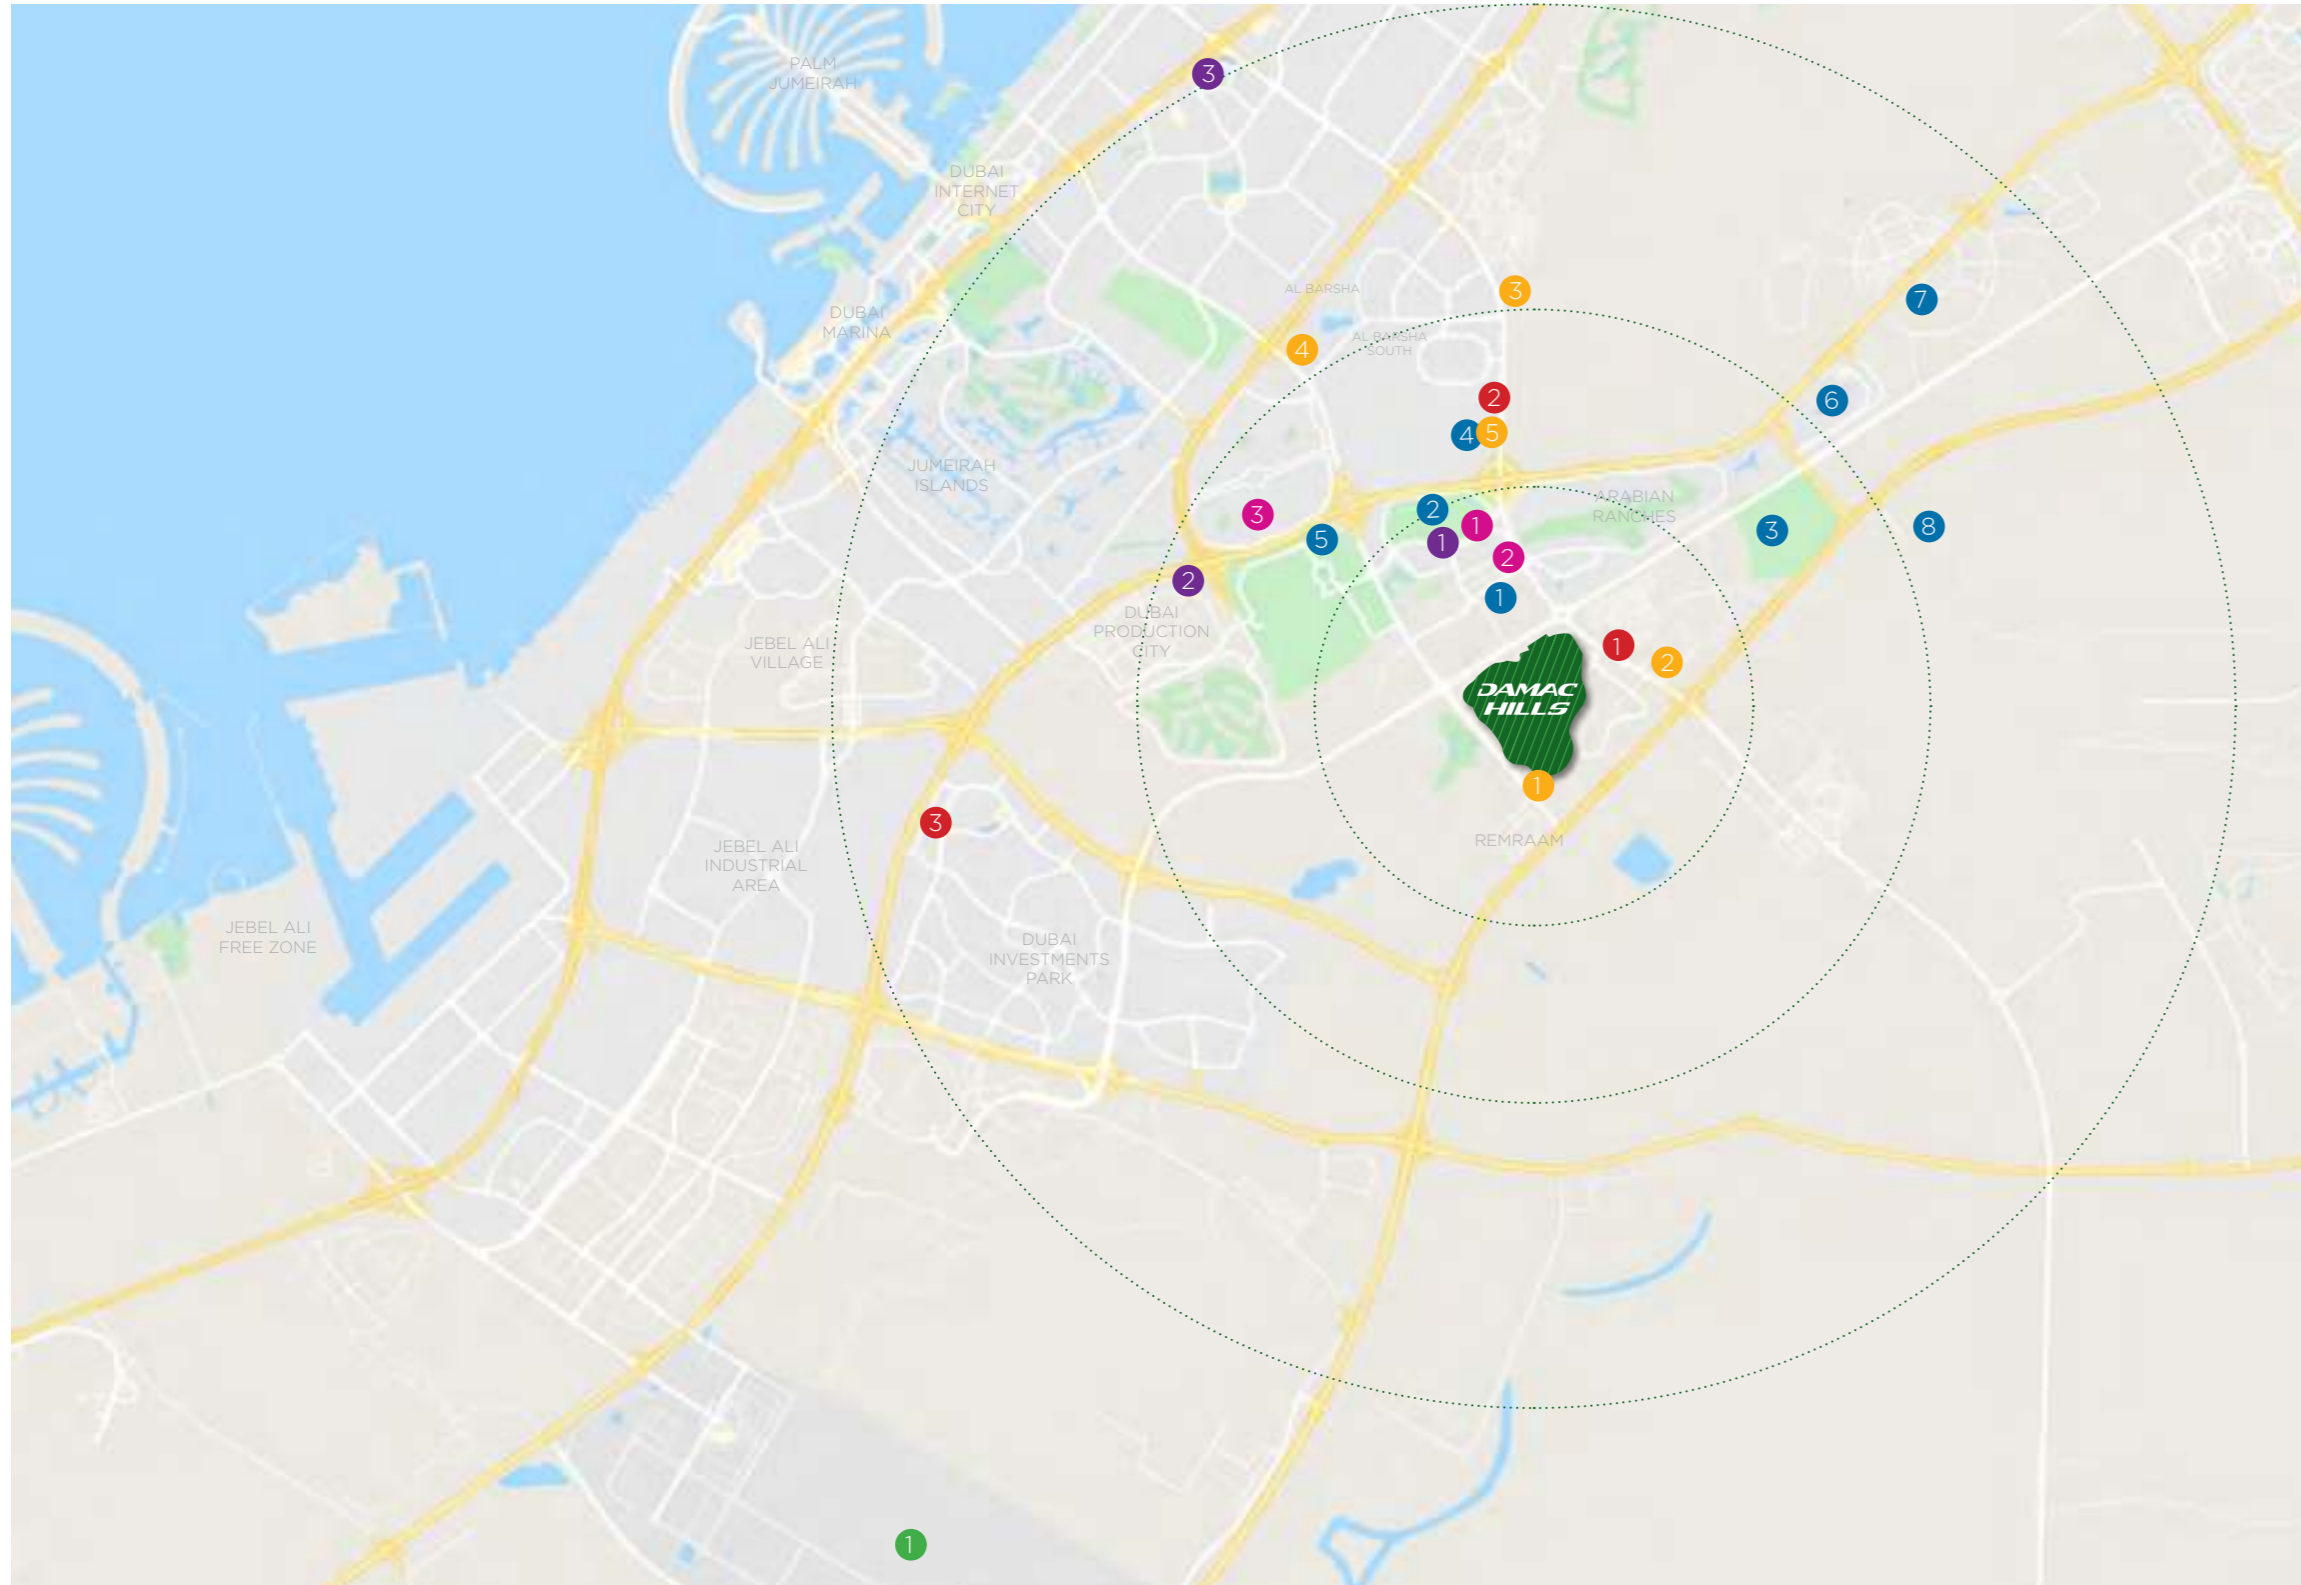 3
PALM
JUMEIRAH
DUBAI
INTERNET
CITY
AL BARSHA
3
7
DUBAI
MARINA
AL BARSHA
SOUTH
4
2
6
4
5
JUMEIRAH
ISLANDS
ARABIAN
RANCHES
3
2
1
3
8
5
1
2
2
1
DUBAI
PRODUCTION
CITY
JEBEL ALI
VILLAGE
1
2
DAMAC
HILLS
1
3
REMRAAM
JEBEL ALI
INDUSTRIAL
AREA
JEBEL ALI
FREE ZONE
DUBAI
INVESTMENTS
PARK
1